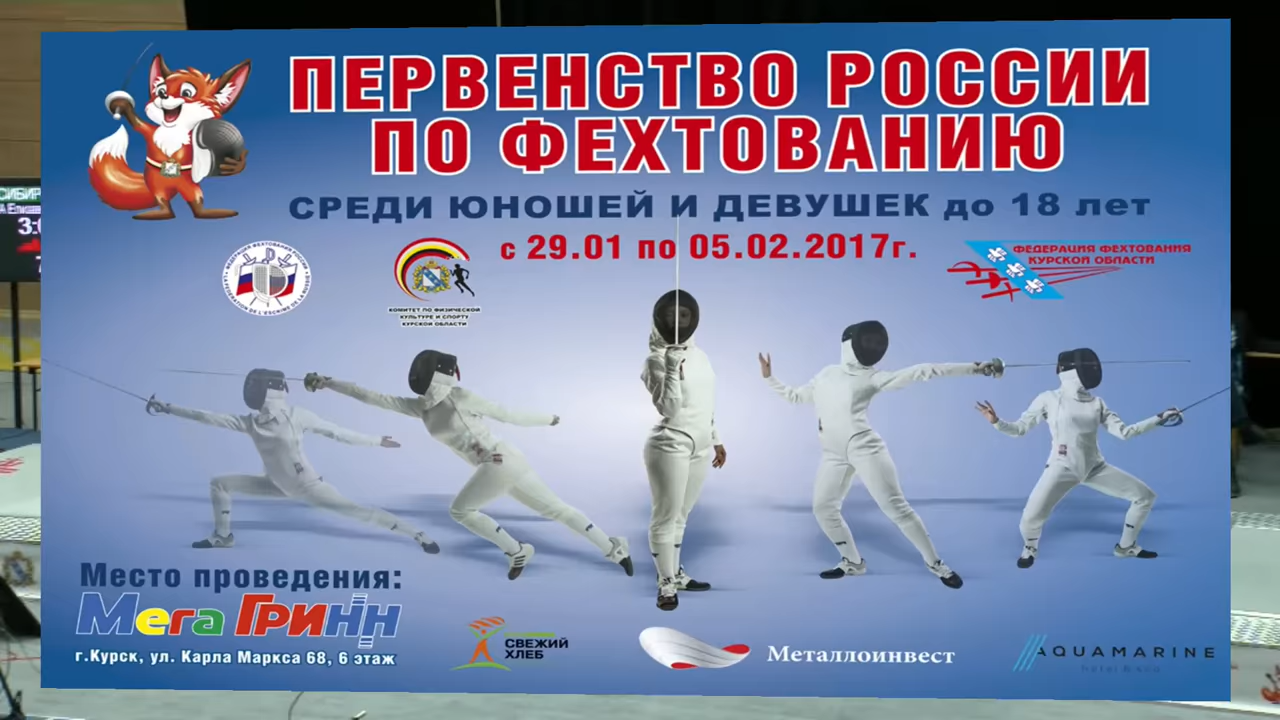 ПЕРВЕНСТВО РОССИИ
ПО ФЕХТОВАНИЮ
СРЕДИ ЮНОШЕЙ И ДЕВУШЕК до 18 лет
с 29.01 по 05.02.2017г.
ФЕДЕРАЦИЯ ФЕХТОВАНИЯ
КУРСКОЙ ОБЛАСТИ
КОМИТЕТ ПО ФИЗИЧЕСКОЙ
КУЛЬТУРЕ И СПОРТУ
КУРСКОЙ ОБЛАСТИ
Место проведения:
Мега ГРИНН
г.Курск, ул. Карла Маркса 68, 6 этаж
СВЕЖИЙ
ХЛЕБ
Металлоинвест
AQUAMARINE